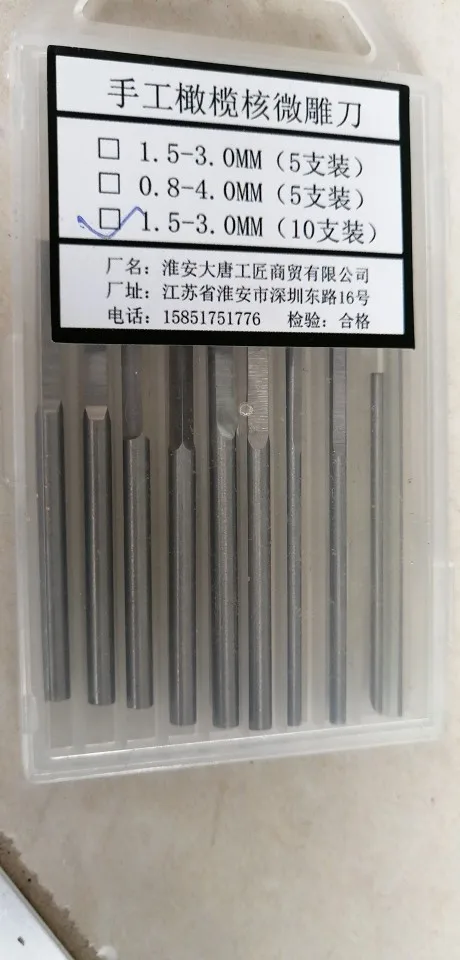 手工橄榄核微雕刀
□ 1.5-3.0MM（5支装）
□ 0.8-4.0MM（5支装）
□ 1.5-3.0MM（10支装）
厂名：淮安大唐工匠商贸有限公司
厂址：江苏省淮安市深圳东路16号
电话：15851751776 检验：合格